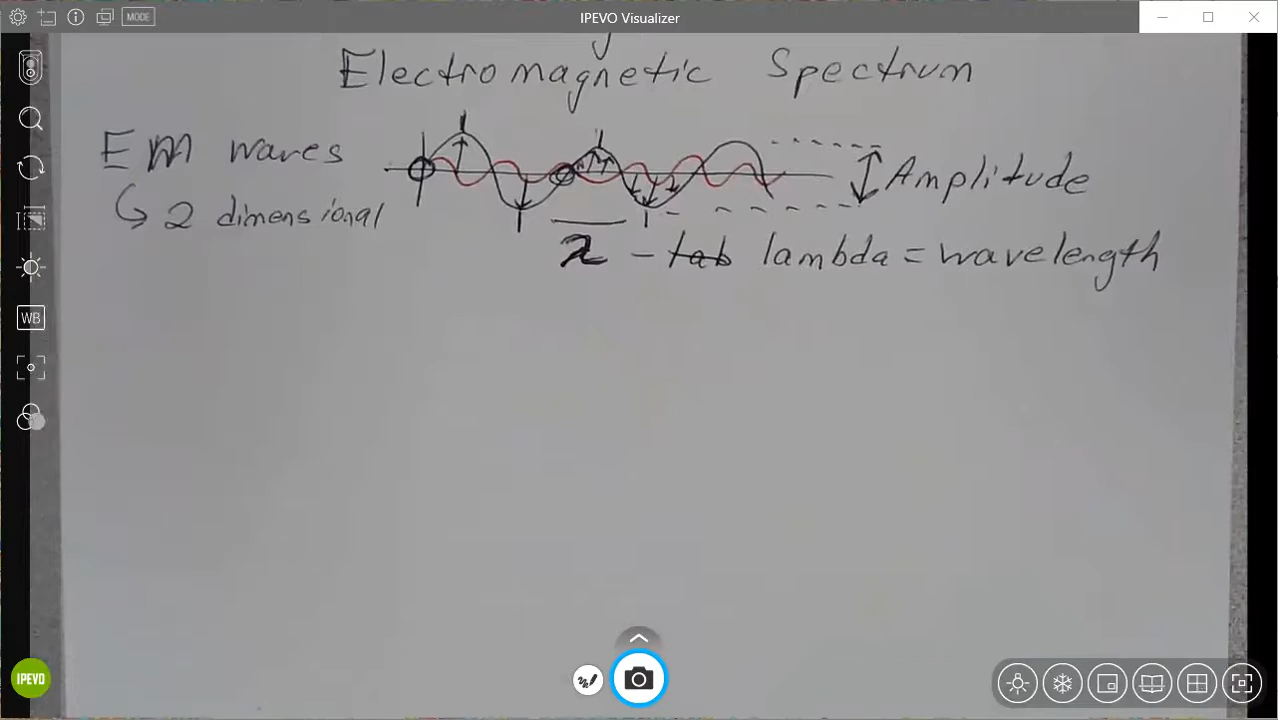 MODE
IPEVO Visualizer
Electromagnetic Spectrum
EM waves
↳ 2 dimensional
Amplitude
λ - tab lambda = wavelength
WB
IPEVO